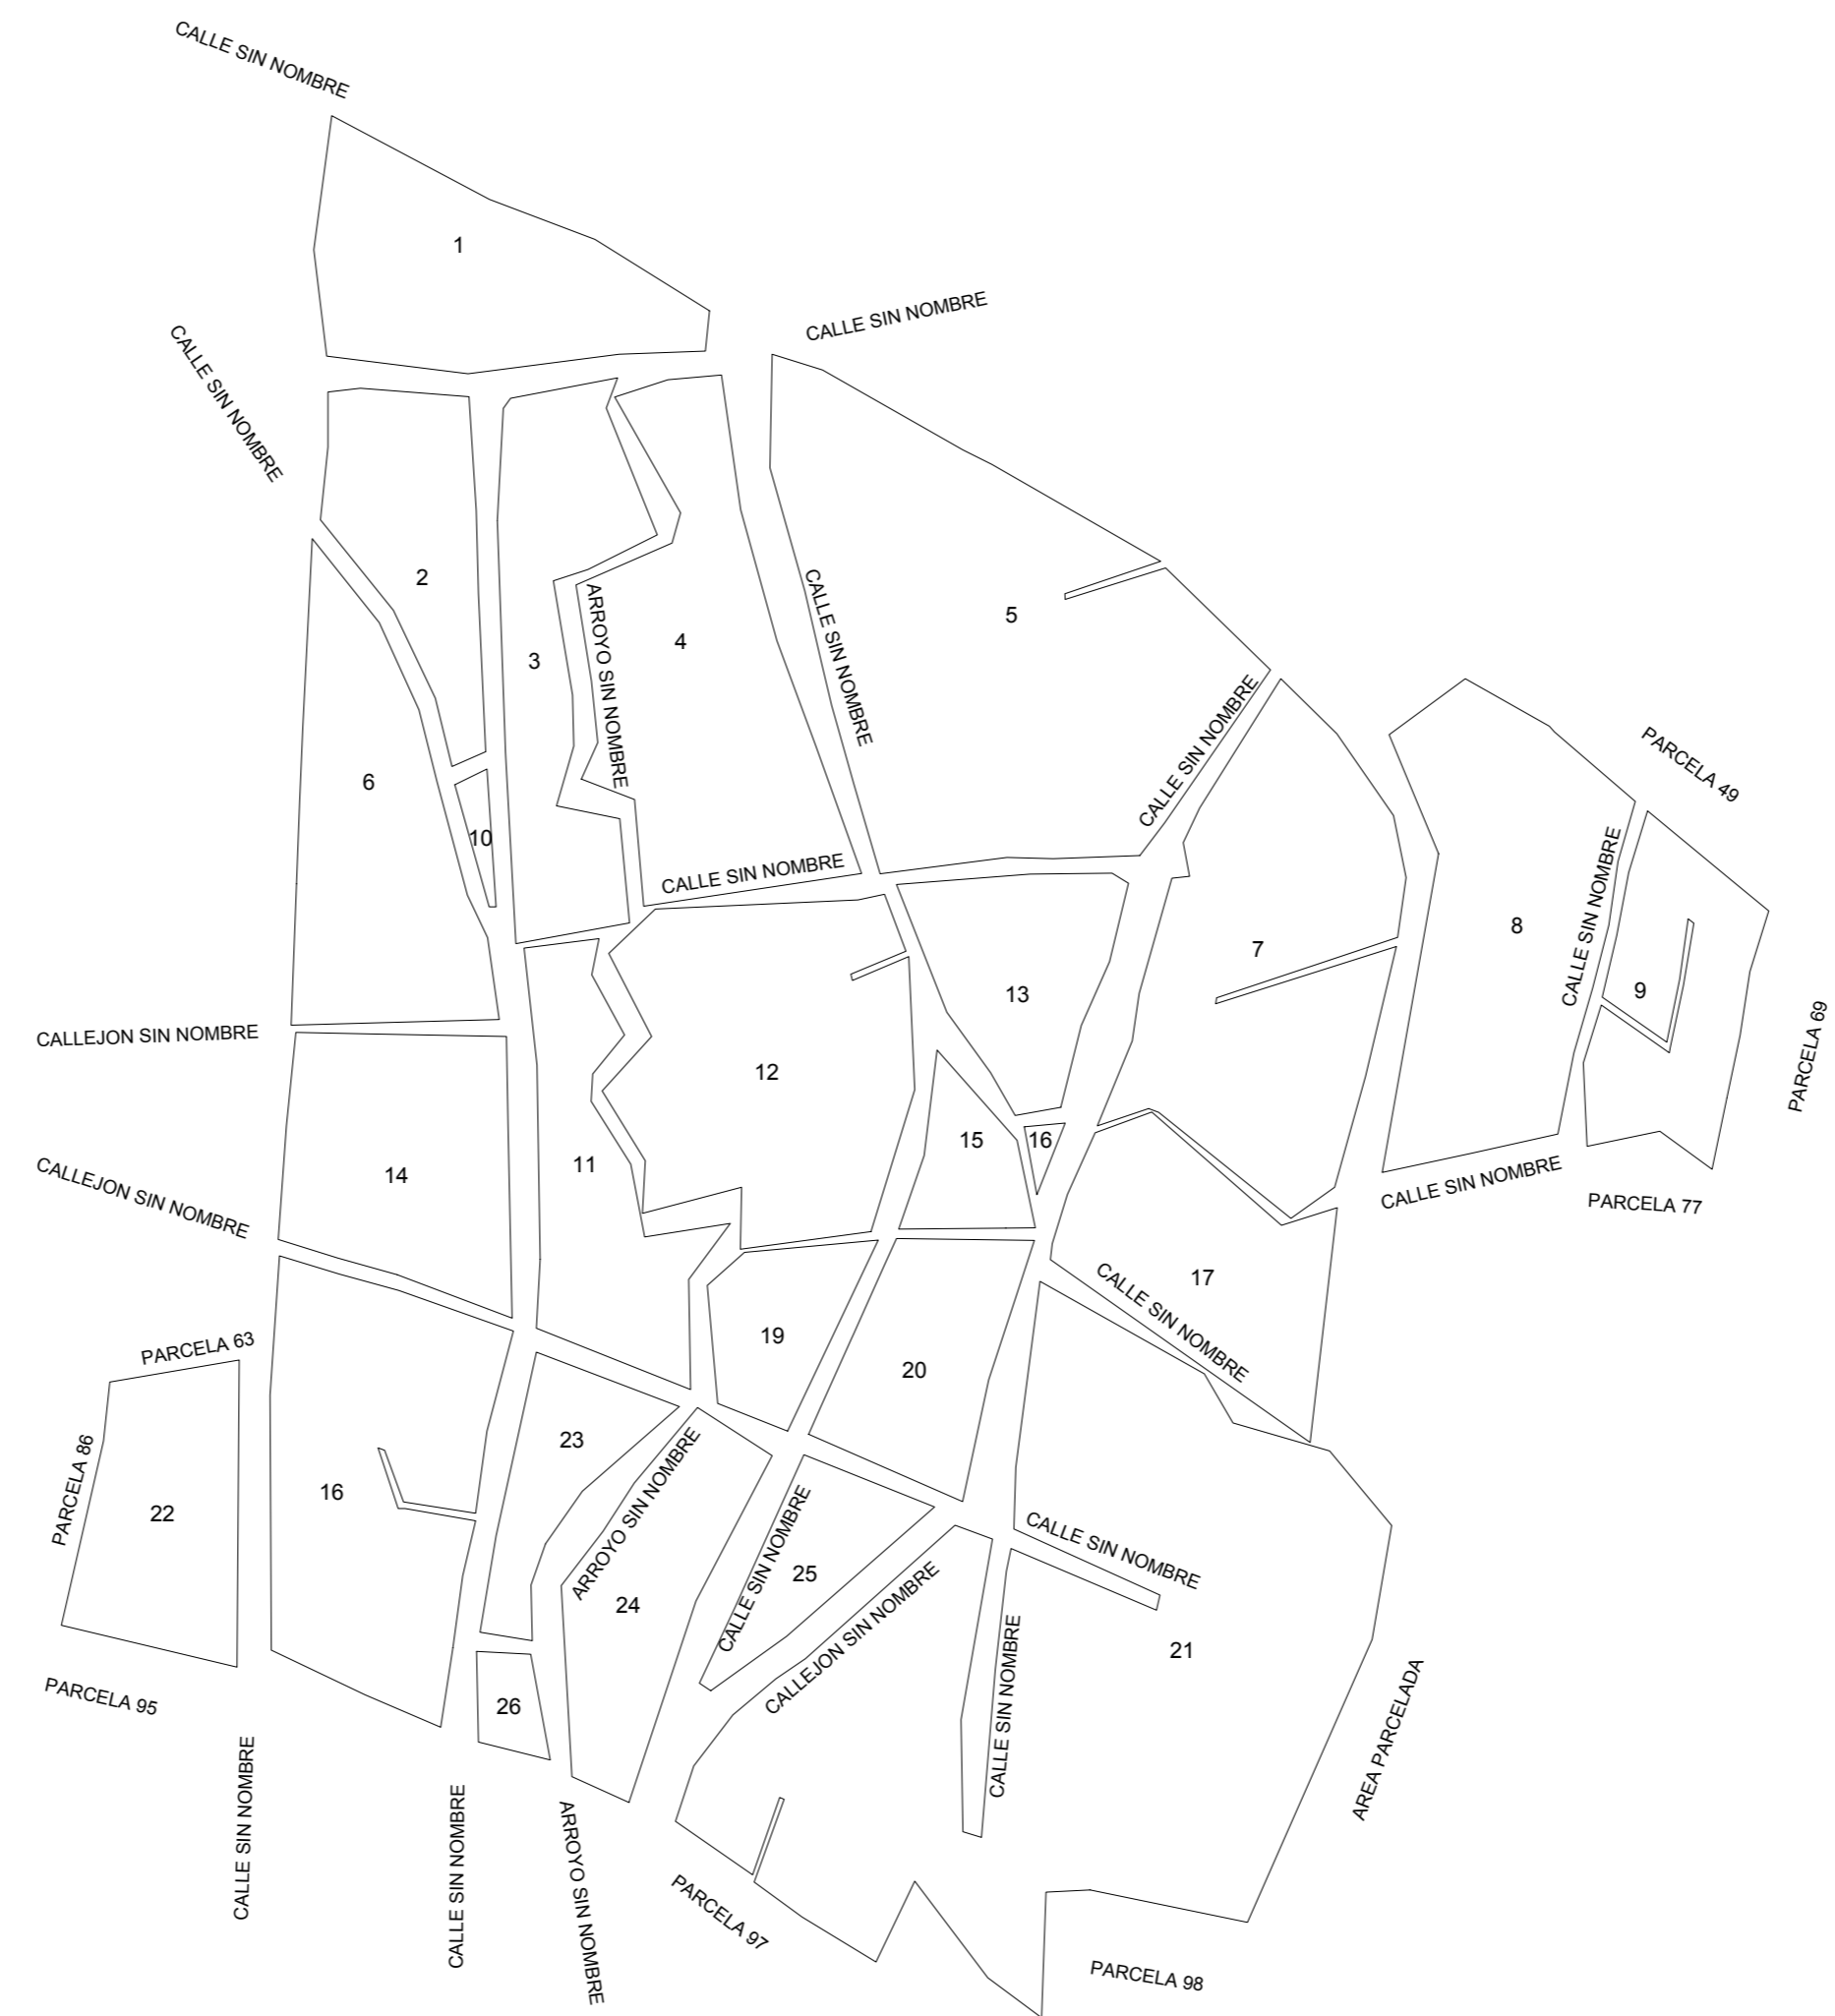 CALLE SIN NOMBRE
1
CALLE SIN NOMBRE
CALLE SIN NOMBRE
2
3
ARROYO SIN NOMBRE
4
CALLE SIN NOMBRE
5
CALLE SIN NOMBRE
6
10
CALLE SIN NOMBRE
7
8
CALLE SIN NOMBRE
PARCELA 49
9
PARCELA 69
CALLEJON SIN NOMBRE
12
13
11
14
15
16
CALLEJON SIN NOMBRE
CALLE SIN NOMBRE
PARCELA 77
17
CALLE SIN NOMBRE
PARCELA 63
19
20
PARCELA 86
22
16
23
ARROYO SIN NOMBRE
24
CALLE SIN NOMBRE
25
CALLEJON SIN NOMBRE
CALLE SIN NOMBRE
CALLE SIN NOMBRE
21
AREA PARCELADA
PARCELA 95
26
CALLE SIN NOMBRE
CALLE SIN NOMBRE
ARROYO SIN NOMBRE
PARCELA 97
PARCELA 98